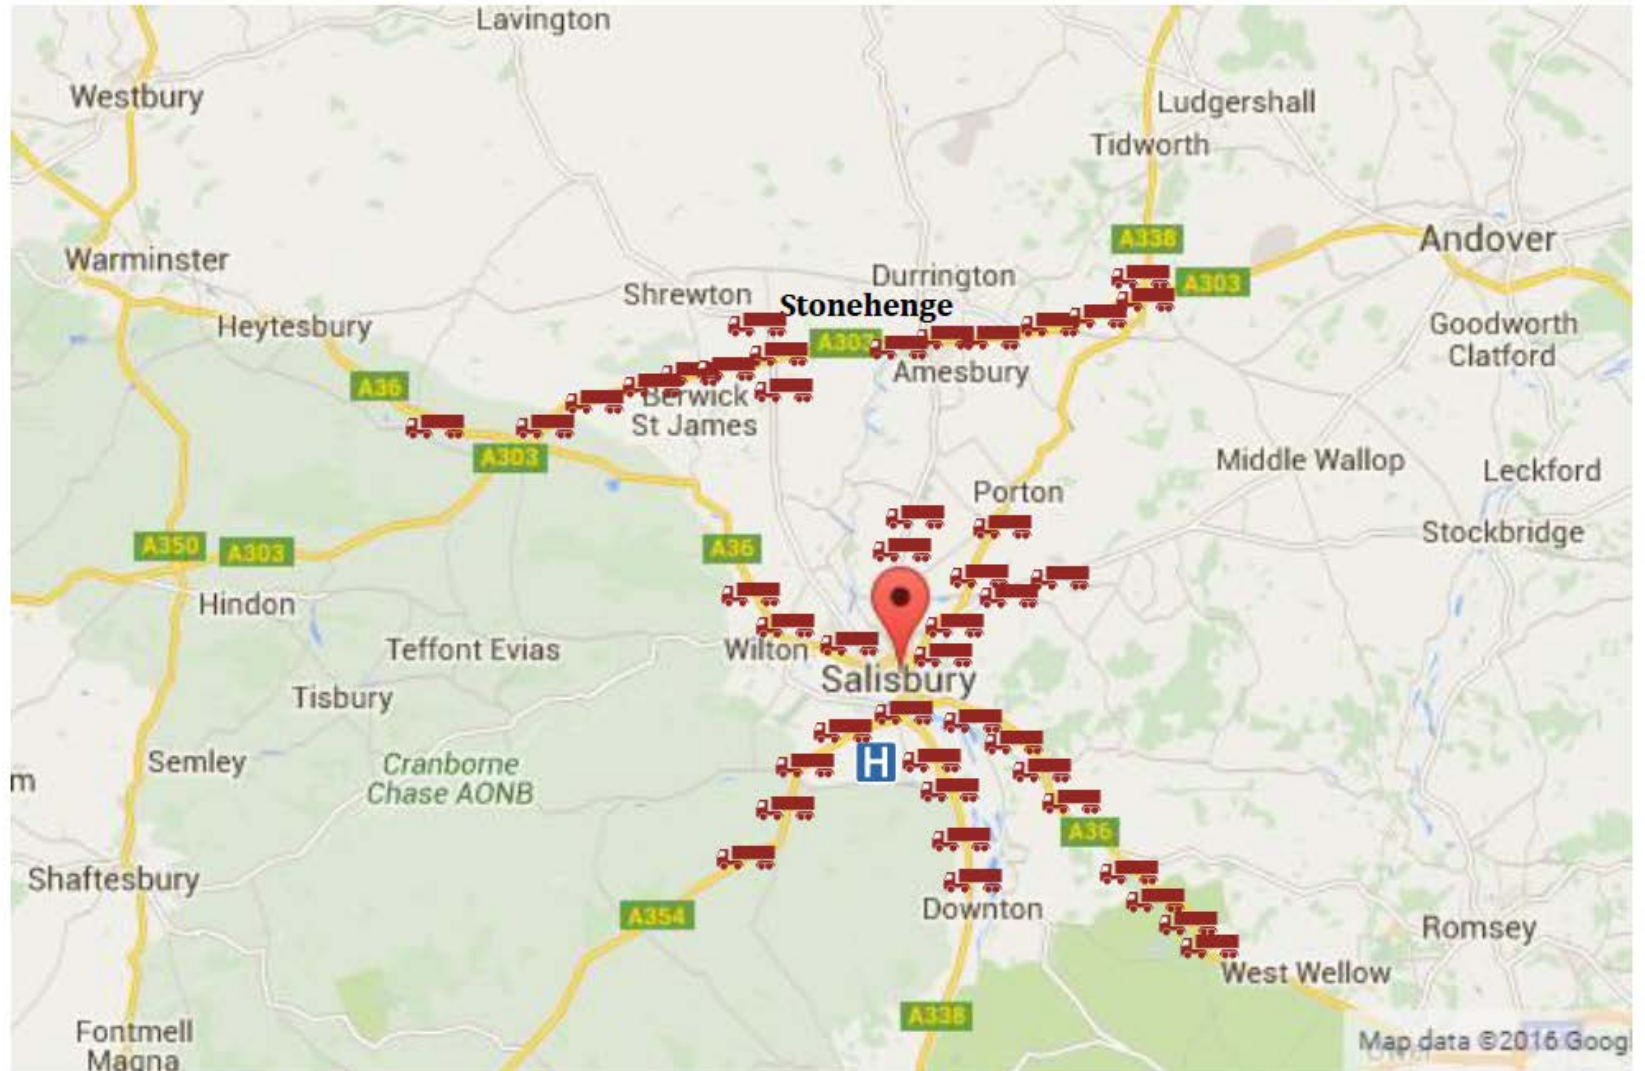 Lavington
Westbury
Ludgershall
Tidworth
A338
Andover
Warminster
Durrington
A303
Shrewton
Stonehenge
Heytesbury
Goodworth
Clatford
A303
Amesbury
A36
Berwick
St James
A303
Middle Wallop
Leckford
Porton
Stockbridge
A350
A303
A36
Hindon
Teffont Evias
Wilton
Salisbury
Tisbury
Semley
Cranborne
Chase AONB
H
m
A36
Shaftesbury
Downton
A354
Romsey
West Wellow
A338
Fontmell
Magna
Map data ©2016 Goog